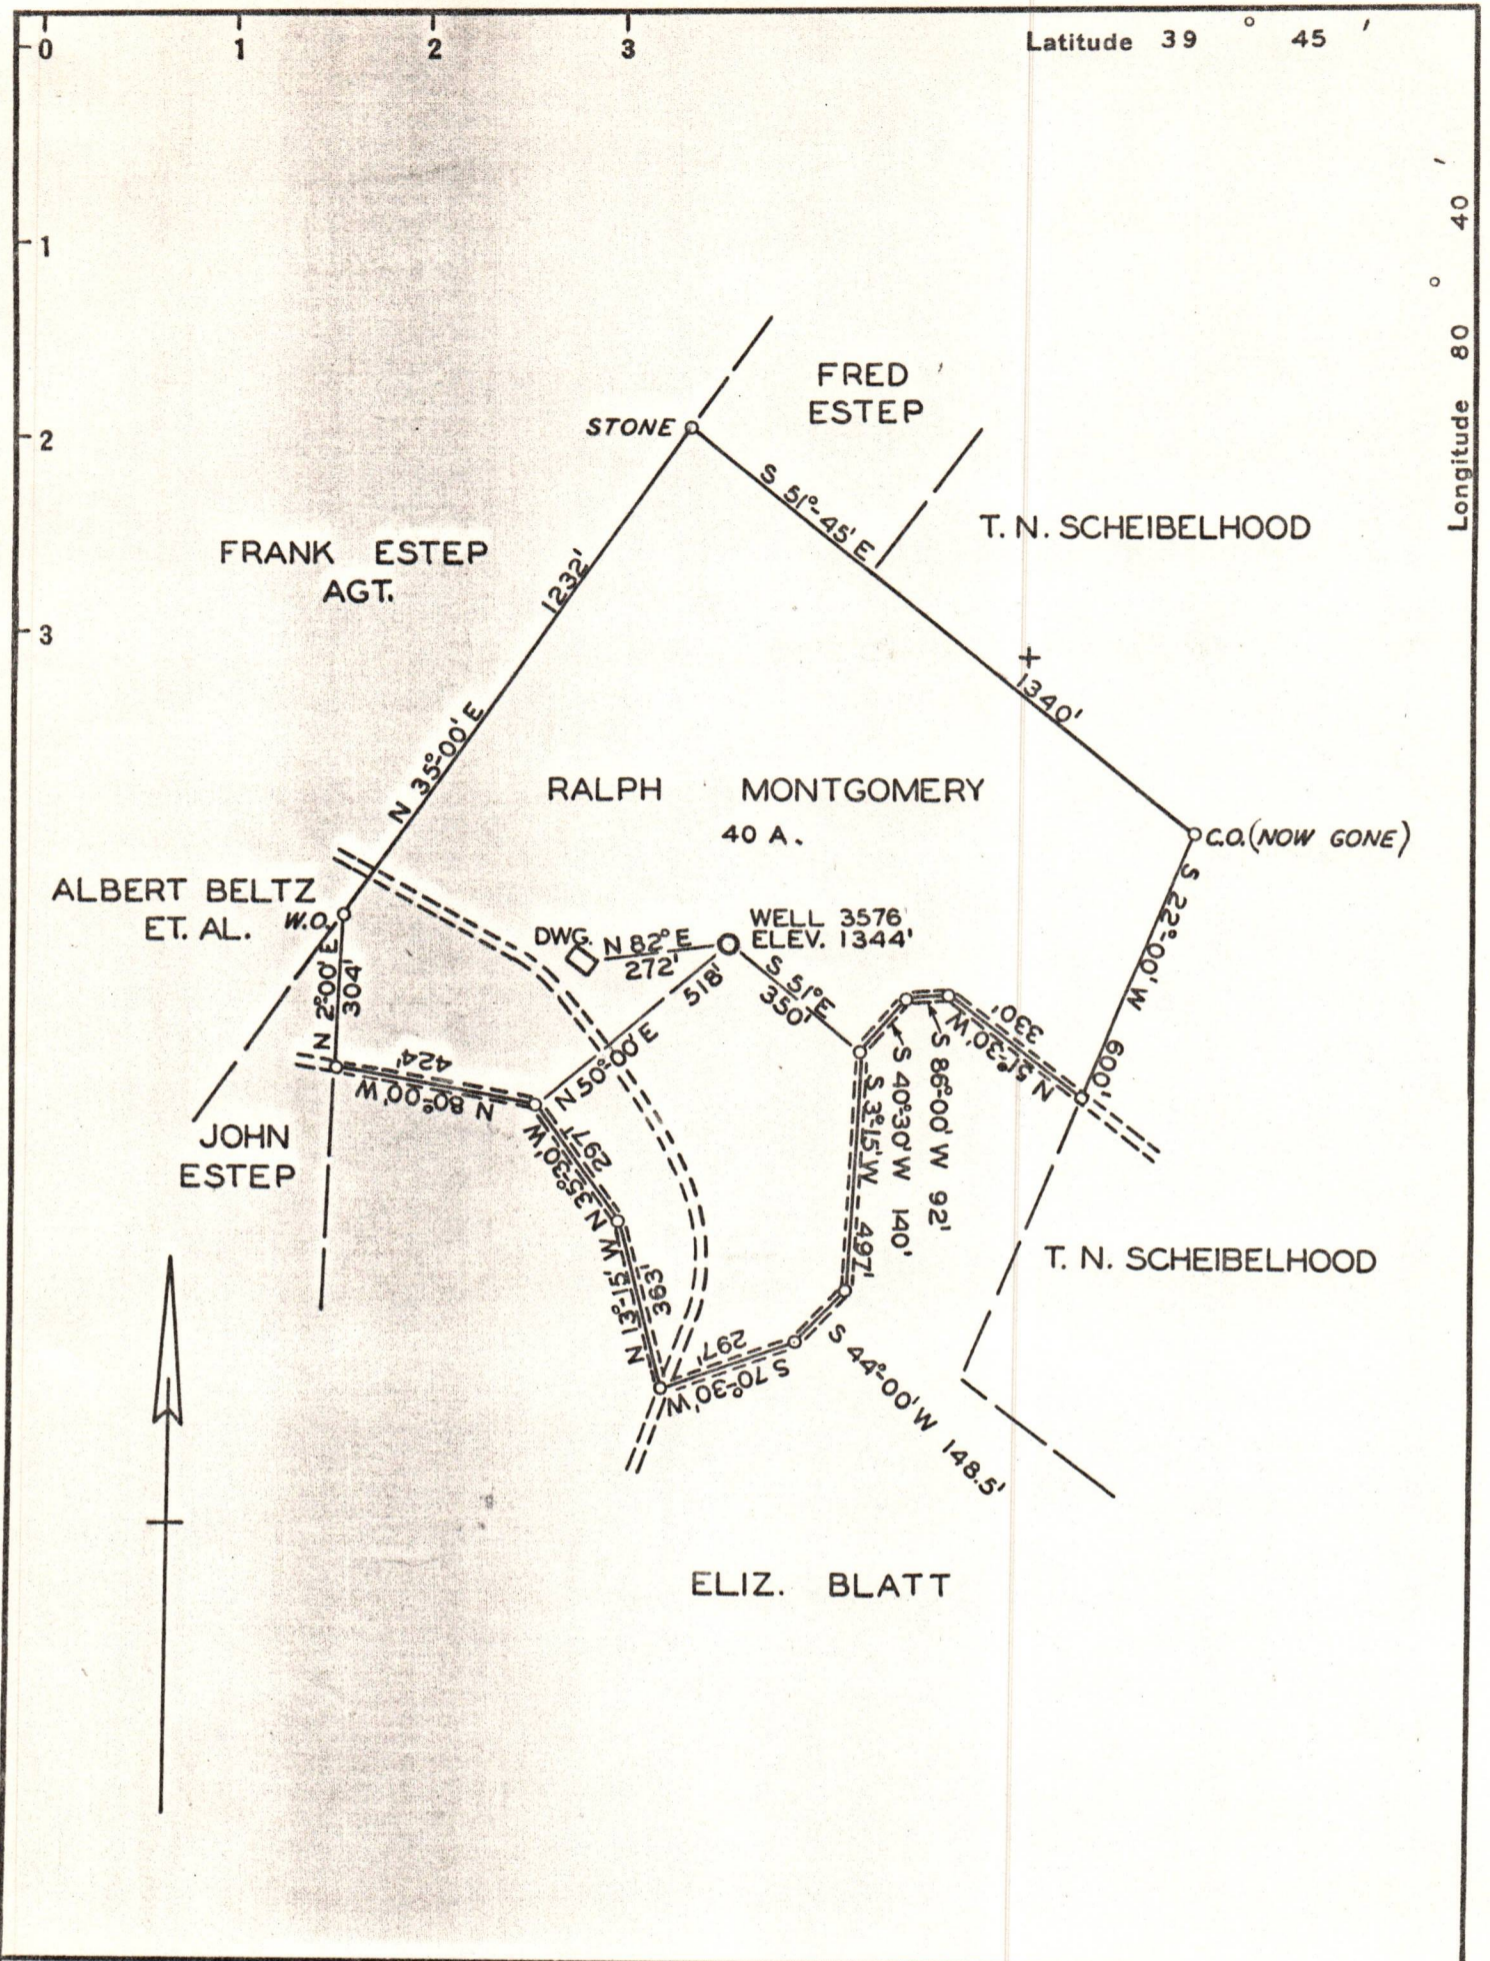 0 1 2 3
Latitude 39 ° 45 '
Longitude 80 ° 40 '
1
2
3
FRED
ESTEP
STONE
S 51°-45' E
T. N. SCHEIBELHOOD
FRANK ESTEP
AGT.
1232'
1340'
N 35°-00' E
RALPH MONTGOMERY
40 A.
C.O. (NOW GONE)
S 22°-00' W
600'
ALBERT BELTZ
ET. AL.
W.O.
WELL 3576
ELEV. 1344'
DWG.
N 82° E
272'
518'
N 50°-00' E
S 51° E
350'
N 2°-00' E
304'
424'
N 80°-00' W
330'
N 51°-30' W
S 86°-00' W 92'
S 40°-30' W 140'
S 3°-15' W 497'
JOHN
ESTEP
297'
N 35°-30' W
N 13°-15' W
363'
T. N. SCHEIBELHOOD
297'
S 70°-30' W
S 44°-00' W 148.5'
ELIZ. BLATT